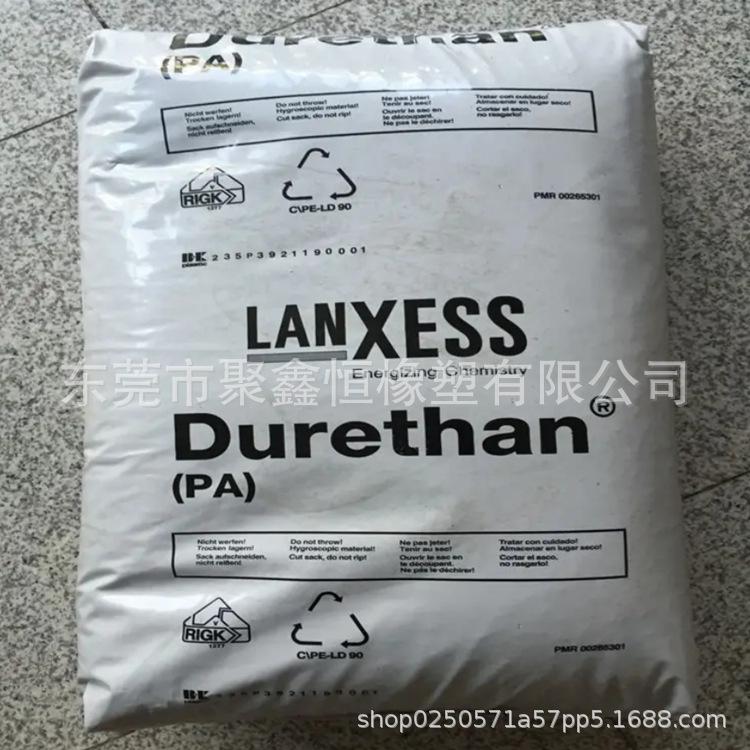 Durethan
(PA)
Nicht werfen!
Trocken lagern!
Sack aufschneiden,
nicht reißen!
Do not throw!
Hygroscopic material!
Cut sack, do not rip!
Ne pas jeter!
Tenir au sec!
Ouvrir le sac en
le découpant.
Ne pas le déchirer!
Tratar con cuidado!
Almacenar en lugar seco!
Cortar el saco,
no rasgarlo!
RIGK
1377
C\PE-LD 90
PMR 00265301
BHK
plastic
235P3921190001
LANXESS
Energizing Chemistry
东莞市聚鑫恒橡塑有限公司
Durethan®
(PA)
Nicht werfen!
Trocken lagern!
Sack aufschneiden,
nicht reißen!
Do not throw!
Hygroscopic material!
Cut sack, do not rip!
Ne pas jeter!
Tenir au sec!
Ouvrir le sac en
le découpant.
Ne pas le déchirer!
Tratar con cuidado!
Almacenar en lugar seco!
Cortar el saco,
no rasgarlo!
RIGK
1377
C\PE-LD 90
PMR 00265301
235P3921190001
shop0250571a57pp5.1688.com